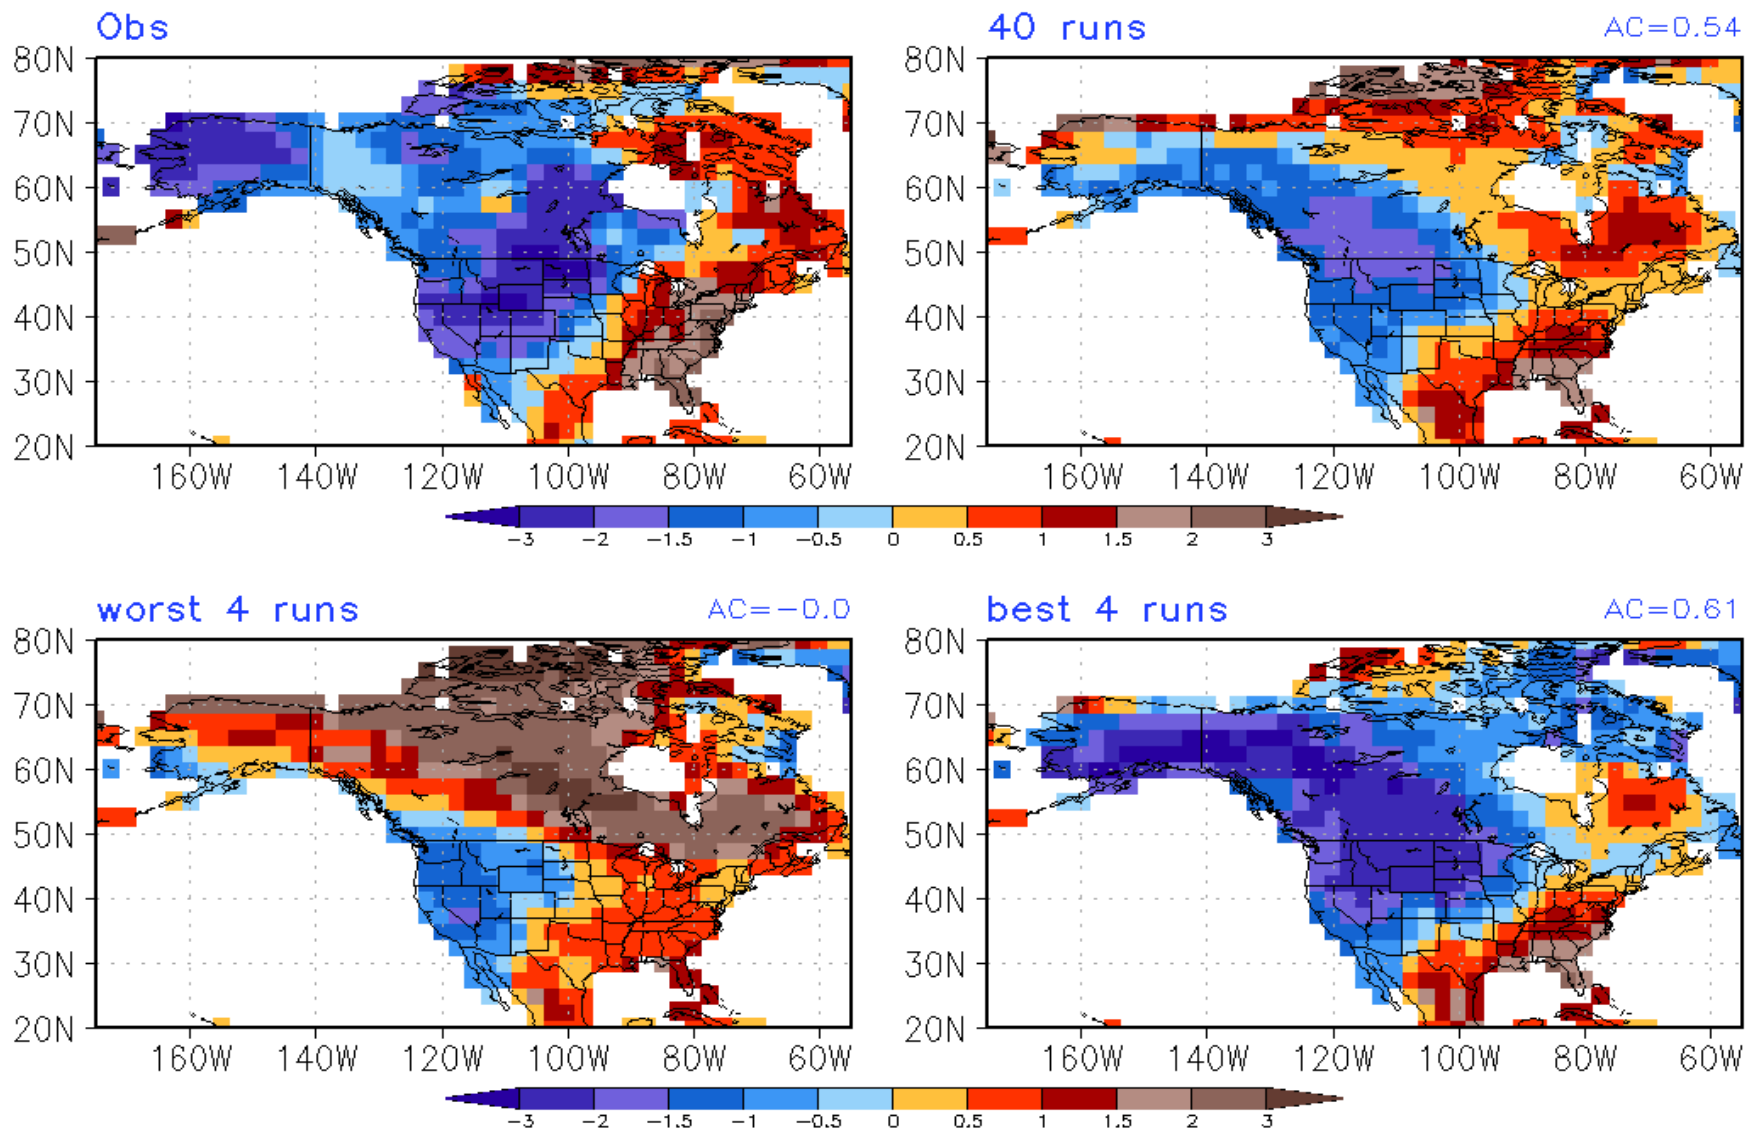 Obs
40 runs AC=0.54
80N 80N
70N 70N
60N 60N
50N 50N
40N 40N
30N 30N
20N 20N
160W 140W 120W 100W 80W 60W 160W 140W 120W 100W 80W 60W
-3 -2 -1.5 -1 -0.5 0 0.5 1 1.5 2 3
worst 4 runs AC=-0.0
best 4 runs AC=0.61
80N 80N
70N 70N
60N 60N
50N 50N
40N 40N
30N 30N
20N 20N
160W 140W 120W 100W 80W 60W 160W 140W 120W 100W 80W 60W
-3 -2 -1.5 -1 -0.5 0 0.5 1 1.5 2 3